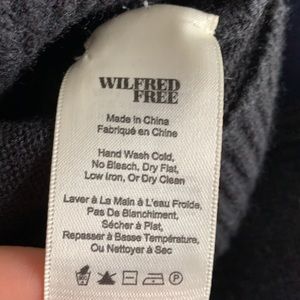 WILFRED
FREE
Made in China
Fabriqué en Chine
Hand Wash Cold,
No Bleach, Dry Flat,
Low Iron, Or Dry Clean
Laver à La Main à L'eau Froide,
Pas De Blanchiment,
Sécher à Plat,
Repasser à Basse Température,
Ou Nettoyer à Sec